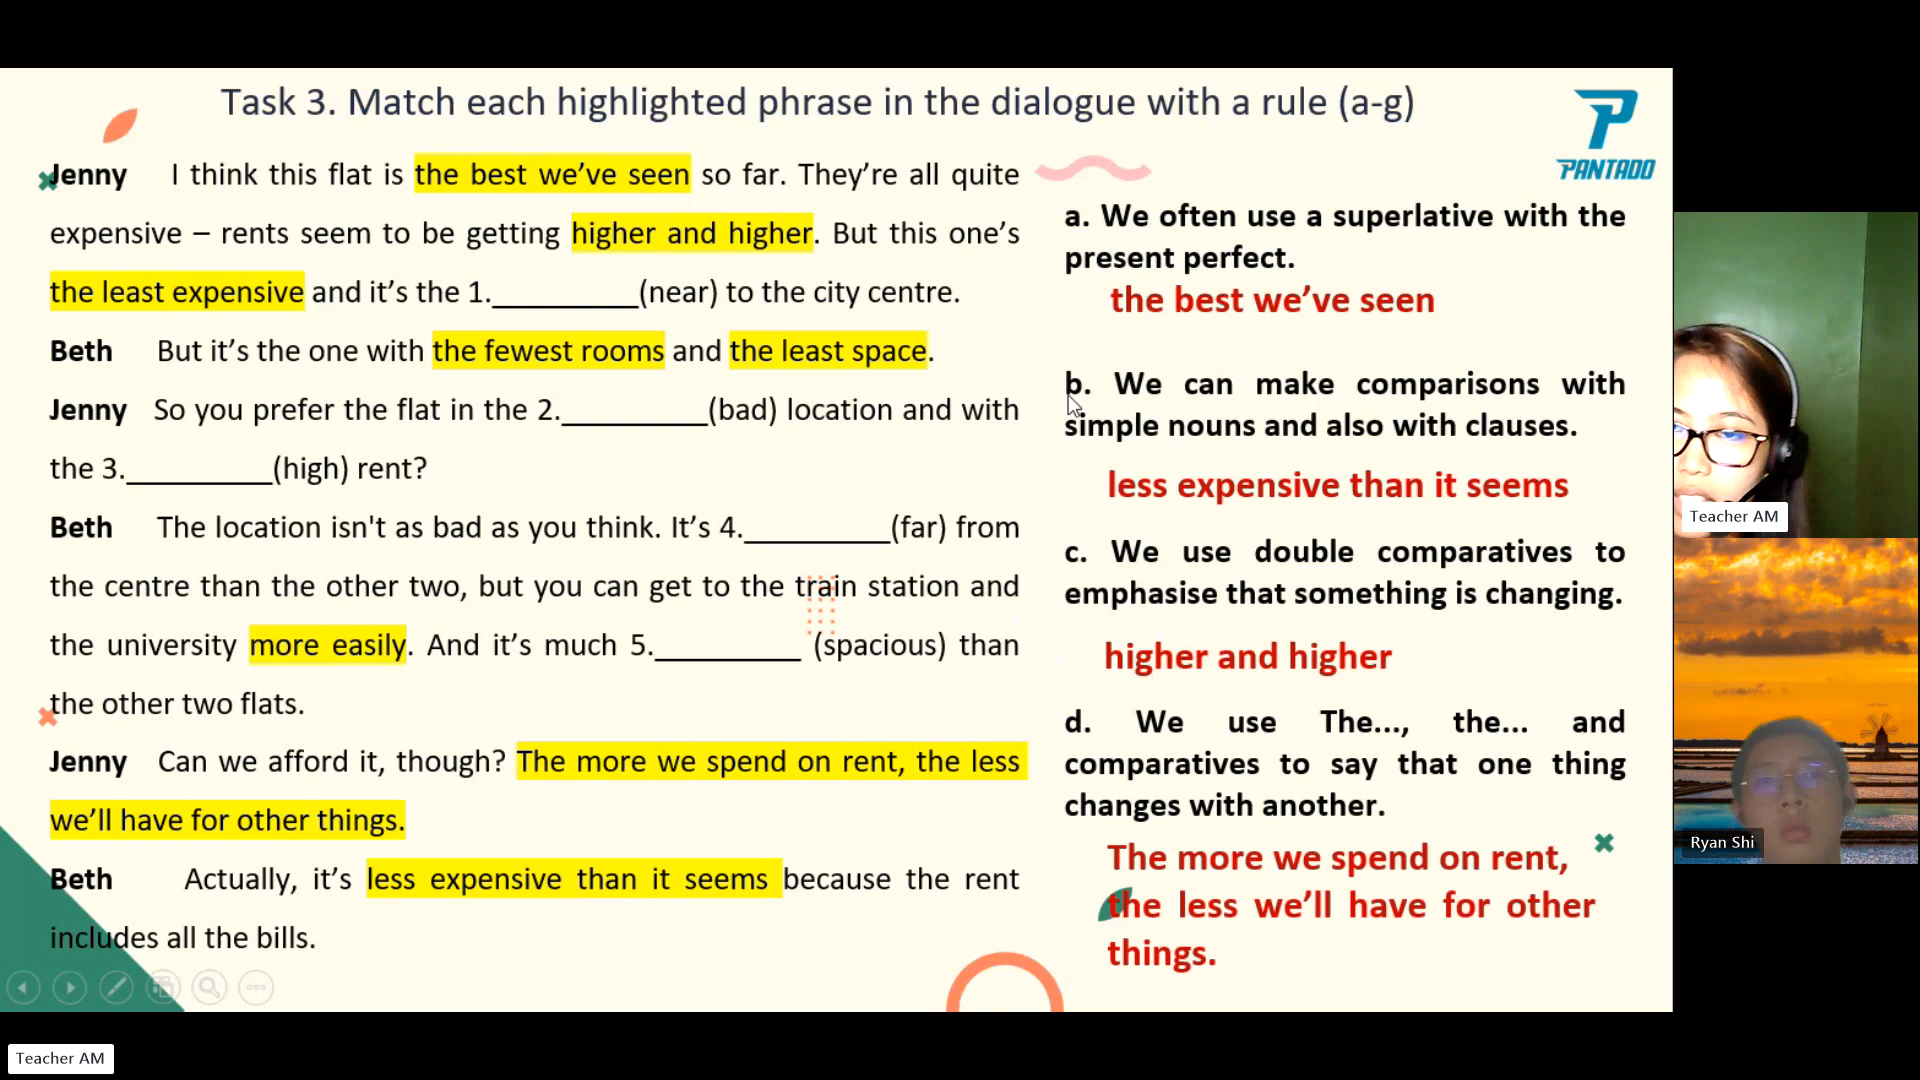 Task 3. Match each highlighted phrase in the dialogue with a rule (a-g)
PANTADO
Jenny I think this flat is the best we’ve seen so far. They’re all quite
expensive – rents seem to be getting higher and higher. But this one’s
the least expensive and it’s the 1._________(near) to the city centre.
Beth But it’s the one with the fewest rooms and the least space.
Jenny So you prefer the flat in the 2._________(bad) location and with
the 3._________(high) rent?
Beth The location isn't as bad as you think. It’s 4._________(far) from
the centre than the other two, but you can get to the train station and
the university more easily. And it’s much 5._________ (spacious) than
the other two flats.
Jenny Can we afford it, though? The more we spend on rent, the less
we’ll have for other things.
Beth Actually, it’s less expensive than it seems because the rent
includes all the bills.
a. We often use a superlative with the
present perfect.
the best we’ve seen
b. We can make comparisons with
simple nouns and also with clauses.
less expensive than it seems
c. We use double comparatives to
emphasise that something is changing.
higher and higher
d. We use The..., the... and
comparatives to say that one thing
changes with another.
The more we spend on rent,
the less we’ll have for other
things.
Teacher AM
Ryan Shi
Teacher AM